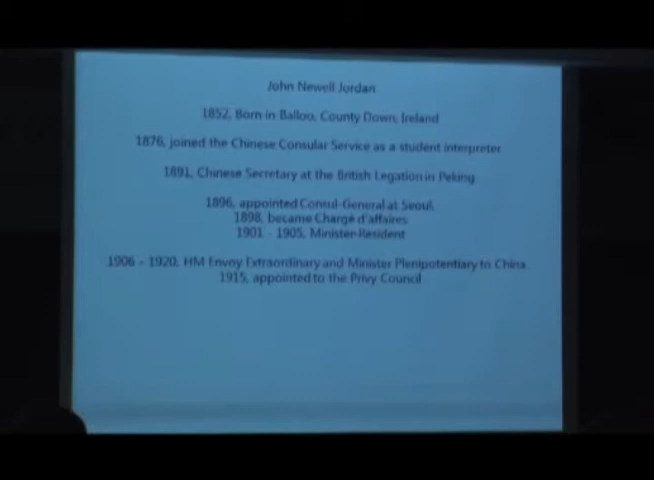 John Newell Jordan
1852, Born in Balloo, County Down, Ireland
1876, joined the Chinese Consular Service as a student interpreter
1891, Chinese Secretary at the British Legation in Peking
1896, appointed Consul-General at Seoul,
1898, became Chargé d'affaires
1901 - 1905, Minister-Resident
1906 – 1920, HM Envoy Extraordinary and Minister Plenipotentiary to China
1915, appointed to the Privy Council